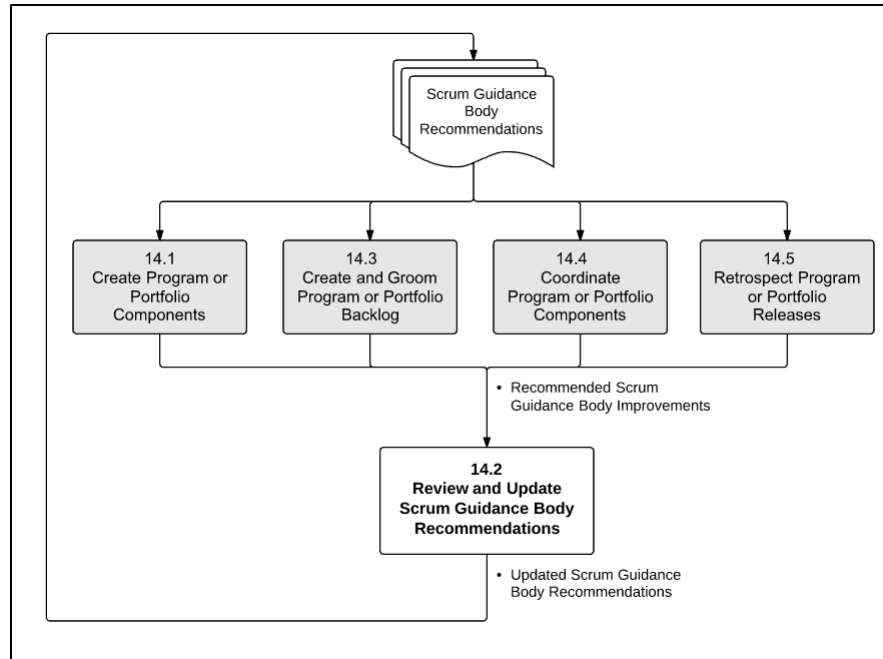 Scrum Guidance
Body
Recommendations
14.1
Create Program or
Portfolio
Components
14.3
Create and Groom
Program or Portfolio
Backlog
14.4
Coordinate
Program or Portfolio
Components
14.5
Retrospect Program
or Portfolio
Releases
• Recommended Scrum
Guidance Body Improvements
14.2
Review and Update
Scrum Guidance Body
Recommendations
• Updated Scrum Guidance
Body Recommendations